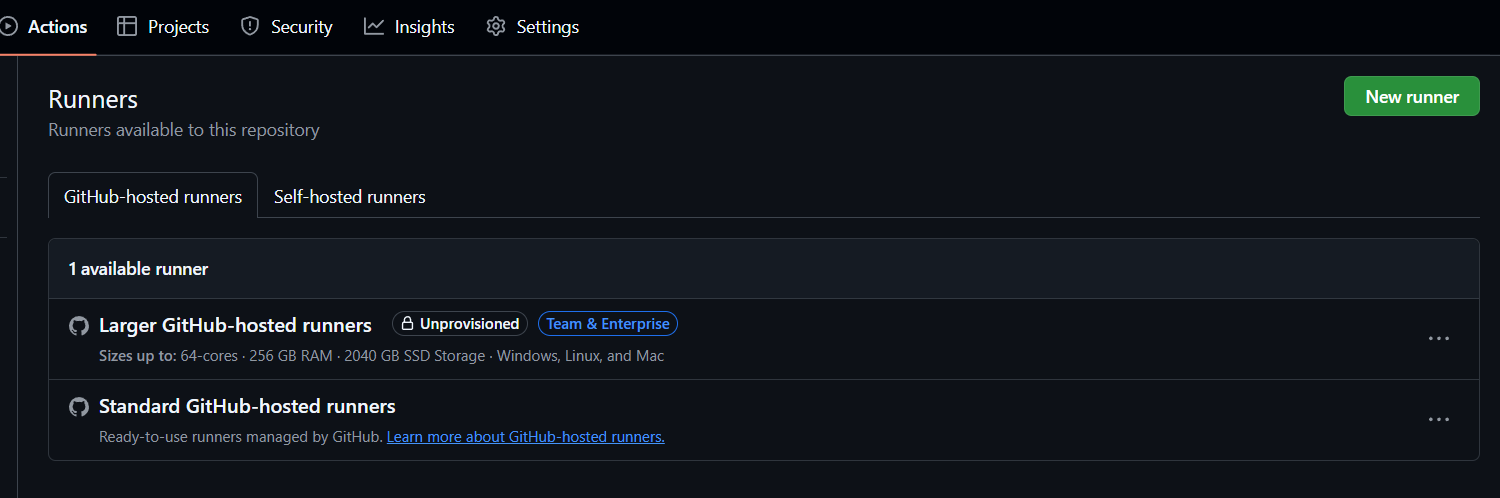 Actions Projects Security Insights Settings
Runners
New runner
Runners available to this repository
GitHub-hosted runners Self-hosted runners
1 available runner
Larger GitHub-hosted runners Unprovisioned Team & Enterprise
Sizes up to: 64-cores · 256 GB RAM · 2040 GB SSD Storage · Windows, Linux, and Mac
Standard GitHub-hosted runners
Ready-to-use runners managed by GitHub. Learn more about GitHub-hosted runners.